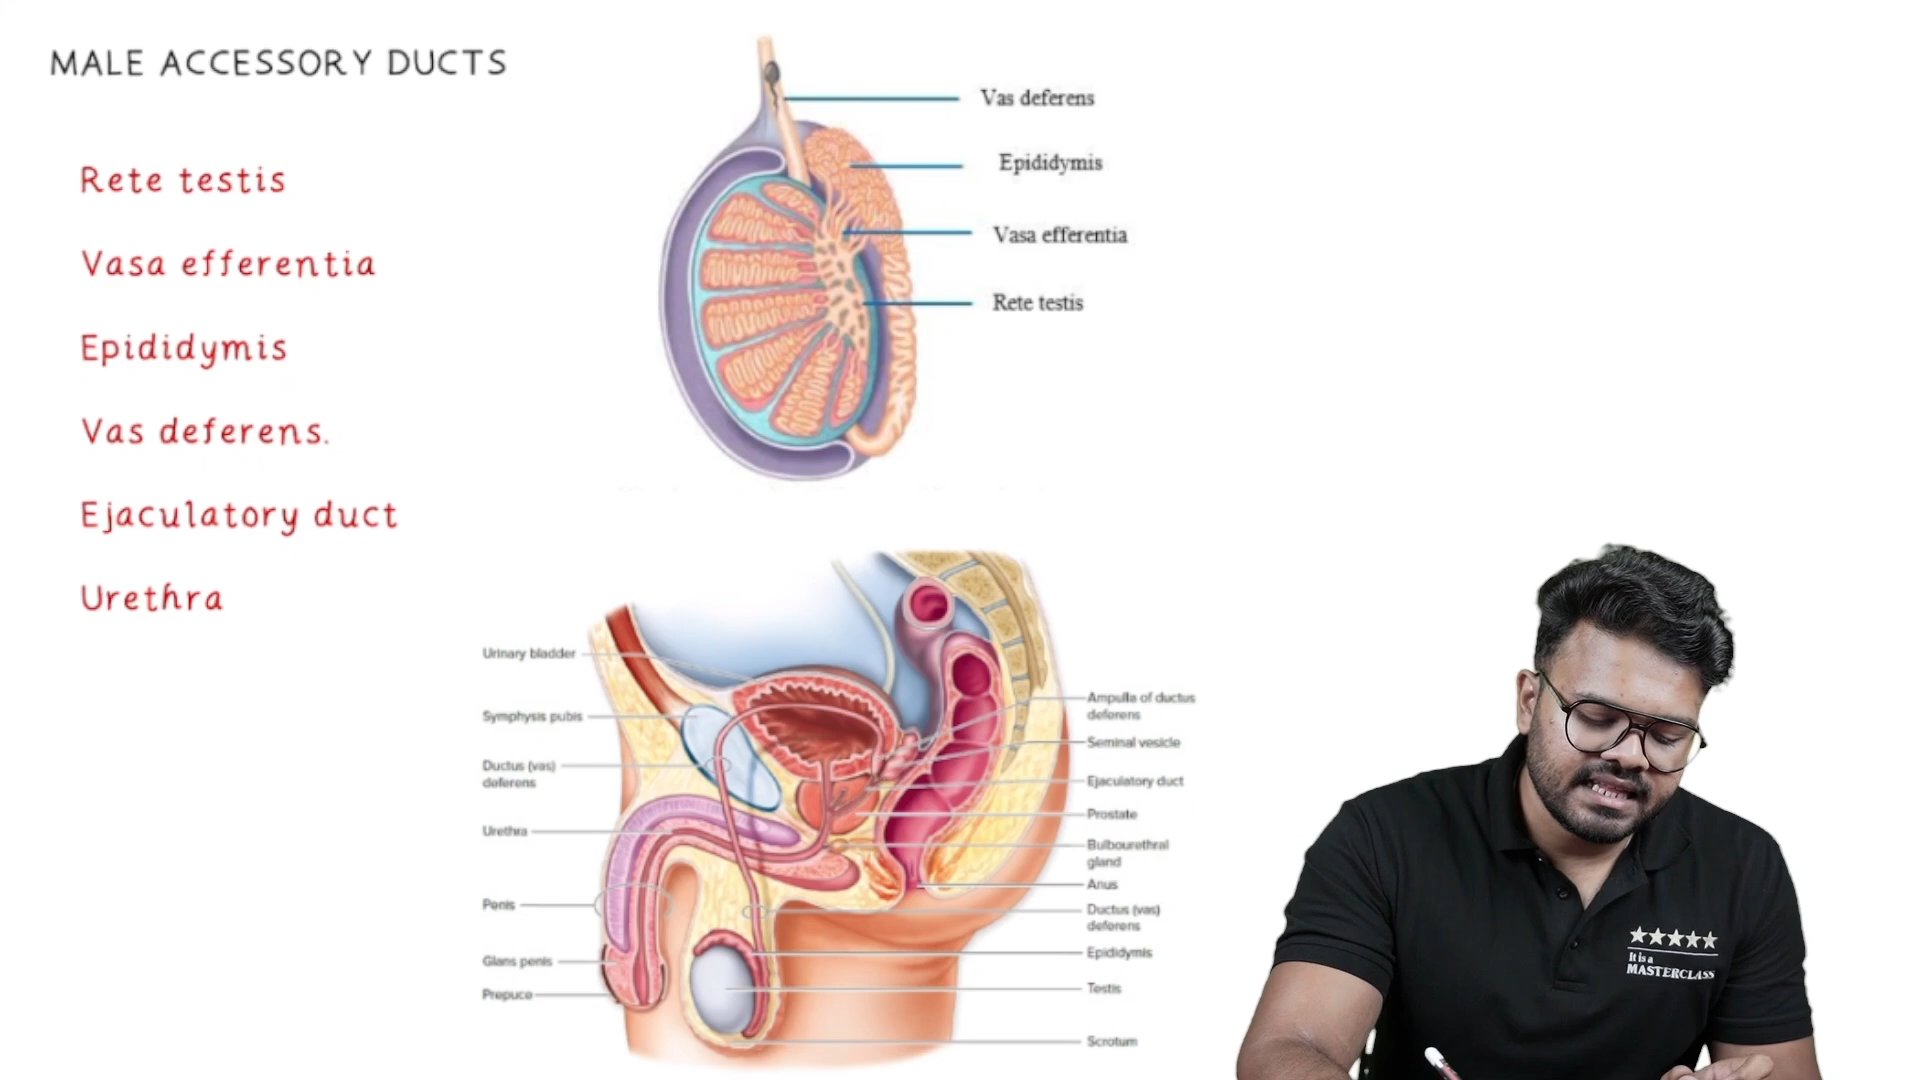 MALE ACCESSORY DUCTS
Rete testis
Vasa efferentia
Epididymis
Vas deferens.
Ejaculatory duct
Urethra
Vas deferens
Epididymis
Vasa efferentia
Rete testis
Urinary bladder
Symphysis pubis
Ductus (vas)
deferens
Urethra
Penis
Glans penis
Prepuce
Ampulla of ductus
deferens
Seminal vesicle
Ejaculatory duct
Prostate
Bulbourethral
gland
Anus
Ductus (vas)
deferens
Epididymis
Testis
Scrotum
It is a
MASTERCLASS